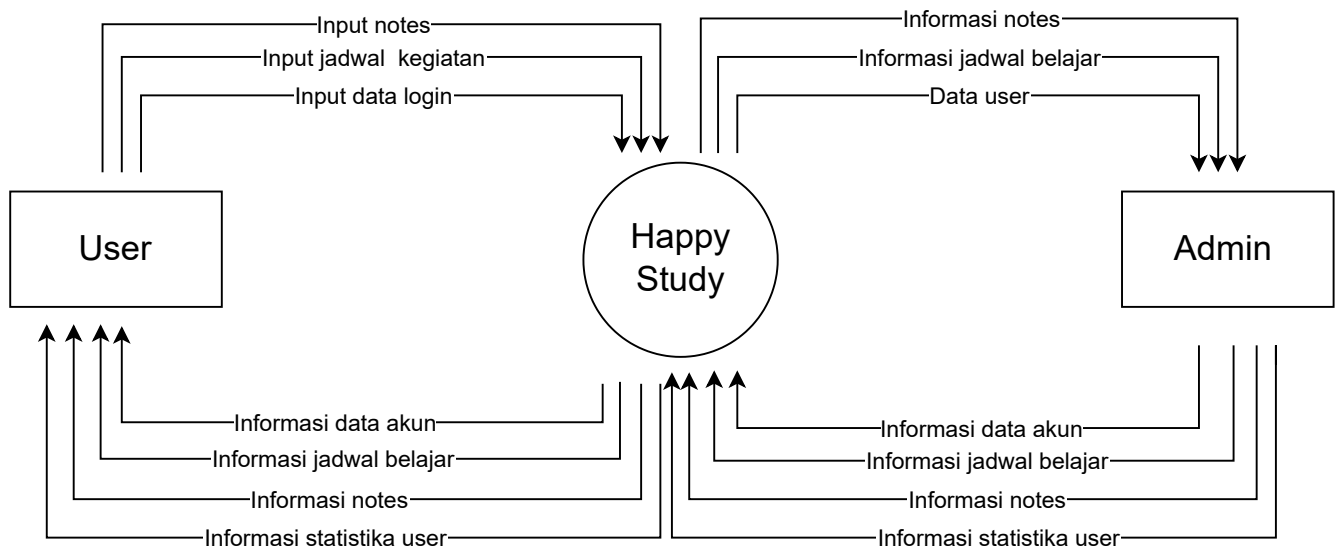 Input notes
Input jadwal kegiatan
Input data login
Informasi notes
Informasi jadwal belajar
Data user
User
Happy
Study
Admin
Informasi data akun
Informasi jadwal belajar
Informasi notes
Informasi statistika user
Informasi data akun
Informasi jadwal belajar
Informasi notes
Informasi statistika user